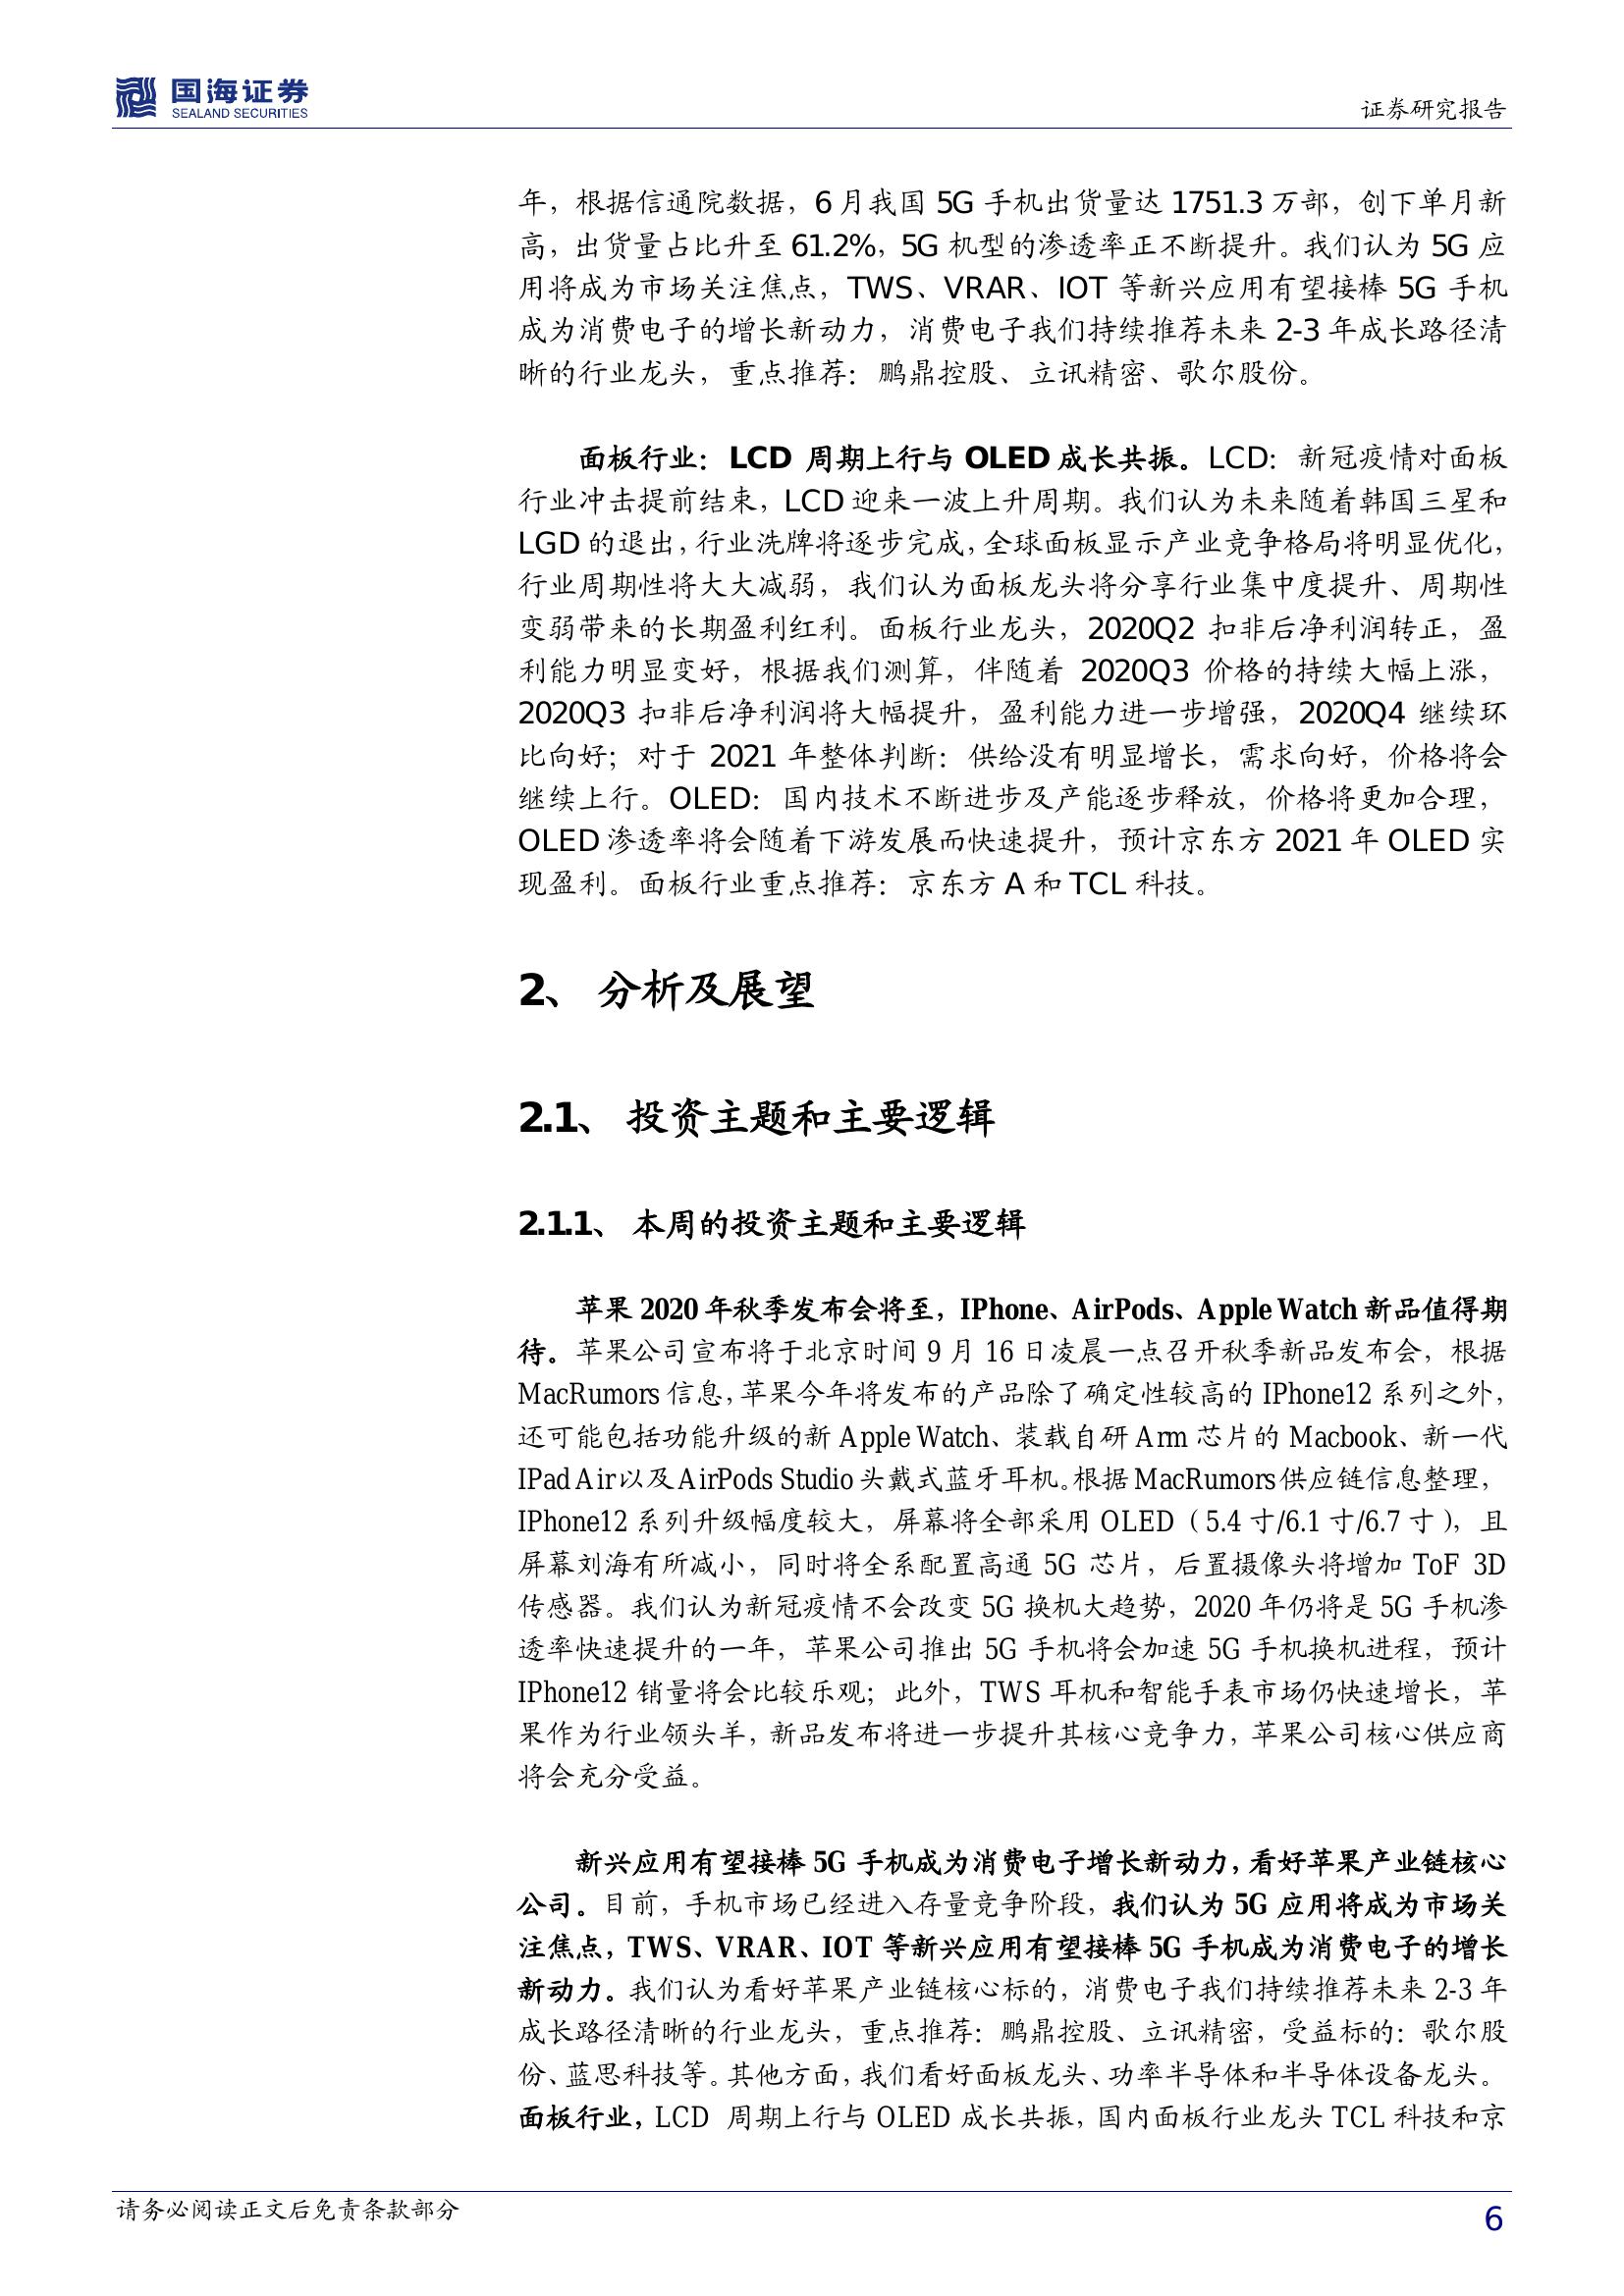 国海证券
SEALAND SECURITIES
证券研究报告
年，根据信通院数据，6 月我国 5G 手机出货量达 1751.3 万部，创下单月新
高，出货量占比升至 61.2%，5G 机型的渗透率正不断提升。我们认为 5G 应
用将成为市场关注焦点，TWS、VRAR、IOT 等新兴应用有望接棒 5G 手机
成为消费电子的增长新动力，消费电子我们持续推荐未来 2-3 年成长路径清
晰的行业龙头，重点推荐：鹏鼎控股、立讯精密、歌尔股份。
面板行业：LCD 周期上行与 OLED 成长共振。LCD：新冠疫情对面板
行业冲击提前结束，LCD 迎来一波上升周期。我们认为未来随着韩国三星和
LGD 的退出，行业洗牌将逐步完成，全球面板显示产业竞争格局将明显优化，
行业周期性将大大减弱，我们认为面板龙头将分享行业集中度提升、周期性
变弱带来的长期盈利红利。面板行业龙头，2020Q2 扣非后净利润转正，盈
利能力明显变好，根据我们测算，伴随着 2020Q3 价格的持续大幅上涨，
2020Q3 扣非后净利润将大幅提升，盈利能力进一步增强，2020Q4 继续环
比向好；对于 2021 年整体判断：供给没有明显增长，需求向好，价格将会
继续上行。OLED：国内技术不断进步及产能逐步释放，价格将更加合理，
OLED 渗透率将会随着下游发展而快速提升，预计京东方 2021 年 OLED 实
现盈利。面板行业重点推荐：京东方 A 和 TCL 科技。
2、 分析及展望
2.1、 投资主题和主要逻辑
2.1.1、 本周的投资主题和主要逻辑
苹果 2020 年秋季发布会将至，IPhone、AirPods、Apple Watch 新品值得期
待。苹果公司宣布将于北京时间 9 月 16 日凌晨一点召开秋季新品发布会，根据
MacRumors 信息，苹果今年将发布的产品除了确定性较高的 IPhone12 系列之外，
还可能包括功能升级的新 Apple Watch、装载自研 Arm 芯片的 Macbook、新一代
IPad Air 以及 AirPods Studio 头戴式蓝牙耳机。根据 MacRumors 供应链信息整理，
IPhone12 系列升级幅度较大，屏幕将全部采用 OLED（5.4 寸/6.1 寸/6.7 寸），且
屏幕刘海有所减小，同时将全系配置高通 5G 芯片，后置摄像头将增加 ToF 3D
传感器。我们认为新冠疫情不会改变 5G 换机大趋势，2020 年仍将是 5G 手机渗
透率快速提升的一年，苹果公司推出 5G 手机将会加速 5G 手机换机进程，预计
IPhone12 销量将会比较乐观；此外，TWS 耳机和智能手表市场仍快速增长，苹
果作为行业领头羊，新品发布将进一步提升其核心竞争力，苹果公司核心供应商
将会充分受益。
新兴应用有望接棒 5G 手机成为消费电子增长新动力，看好苹果产业链核心
公司。目前，手机市场已经进入存量竞争阶段，我们认为 5G 应用将成为市场关
注焦点，TWS、VRAR、IOT 等新兴应用有望接棒 5G 手机成为消费电子的增长
新动力。我们认为看好苹果产业链核心标的，消费电子我们持续推荐未来 2-3 年
成长路径清晰的行业龙头，重点推荐：鹏鼎控股、立讯精密，受益标的：歌尔股
份、蓝思科技等。其他方面，我们看好面板龙头、功率半导体和半导体设备龙头。
面板行业，LCD 周期上行与 OLED 成长共振，国内面板行业龙头 TCL 科技和京
请务必阅读正文后免责条款部分
6